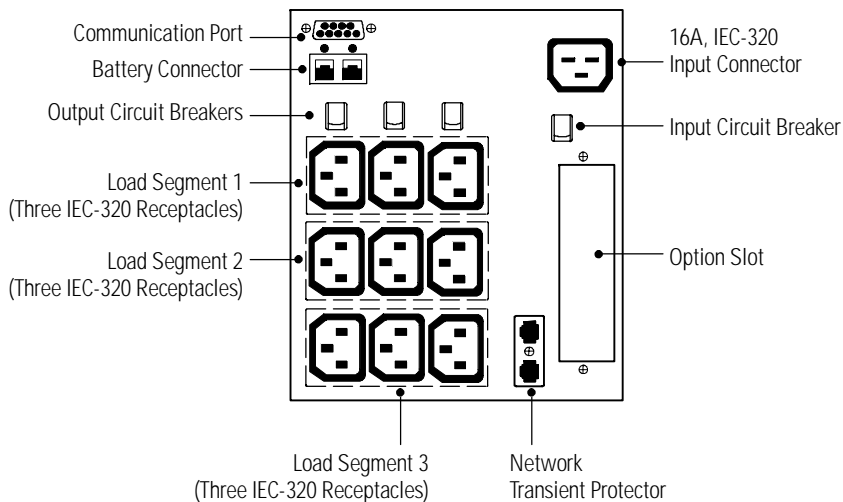 Communication Port
Battery Connector
Output Circuit Breakers
Load Segment 1
(Three IEC-320 Receptacles)
Load Segment 2
(Three IEC-320 Receptacles)
16A, IEC-320
Input Connector
Input Circuit Breaker
Option Slot
Load Segment 3
(Three IEC-320 Receptacles)
Network
Transient Protector